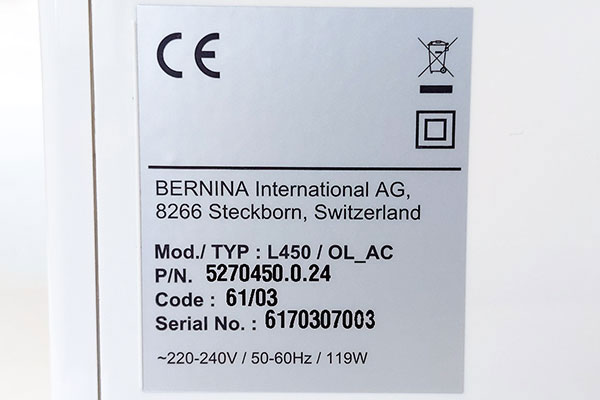 CE
BERNINA International AG,
8266 Steckborn, Switzerland
Mod./ TYP : L450 / OL_AC
P/N. 5270450.0.24
Code : 61/03
Serial No. : 6170307003
~220-240V / 50-60Hz / 119W